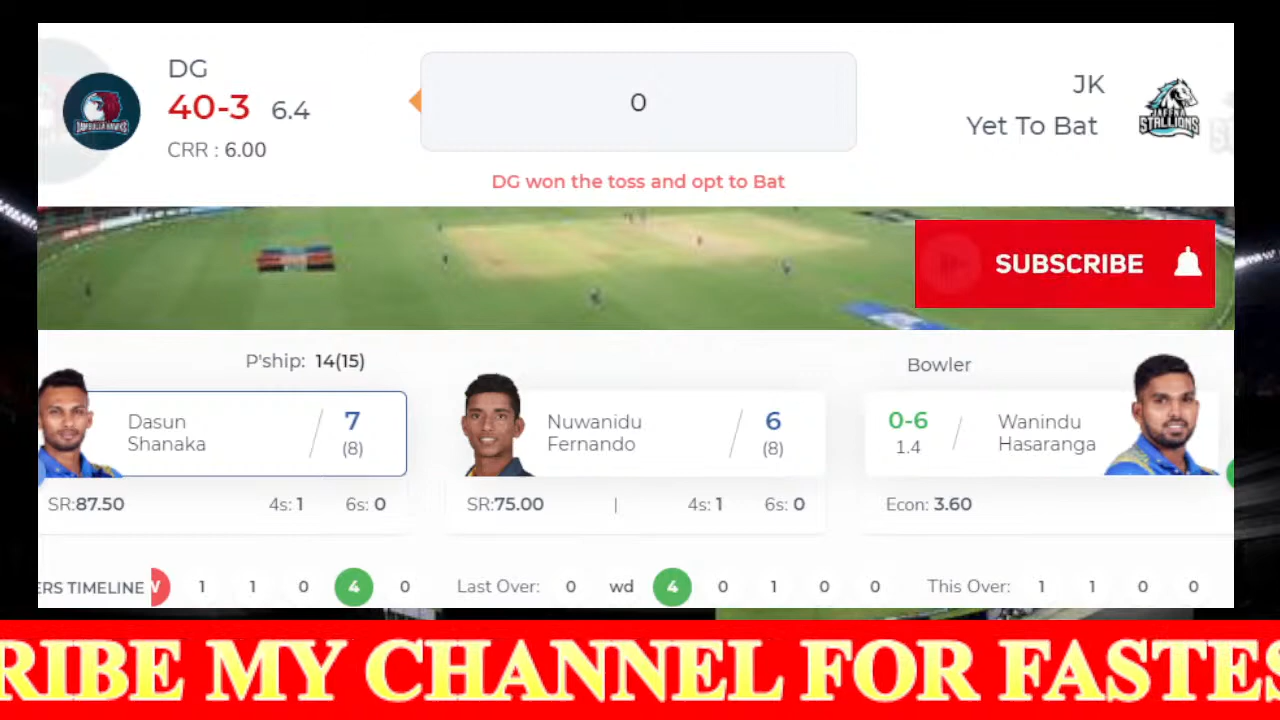 DG
40-3 6.4
CRR : 6.00
0
DG won the toss and opt to Bat
JK
Yet To Bat
DAMBULLA HAWKS
JAFFNA
STALLIONS
SUBSCRIBE
P'ship: 14(15)
Dasun
Shanaka
7
(8)
SR:87.50 4s: 1 6s: 0
Nuwanidu
Fernando
6
(8)
SR:75.00 | 4s: 1 6s: 0
Bowler
0-6
1.4
Wanindu
Hasaranga
Econ: 3.60
ERS TIMELINE W 1 1 0 4 0 Last Over: 0 wd 4 0 1 0 0 This Over: 1 1 0 0
RIBE MY CHANNEL FOR FASTES